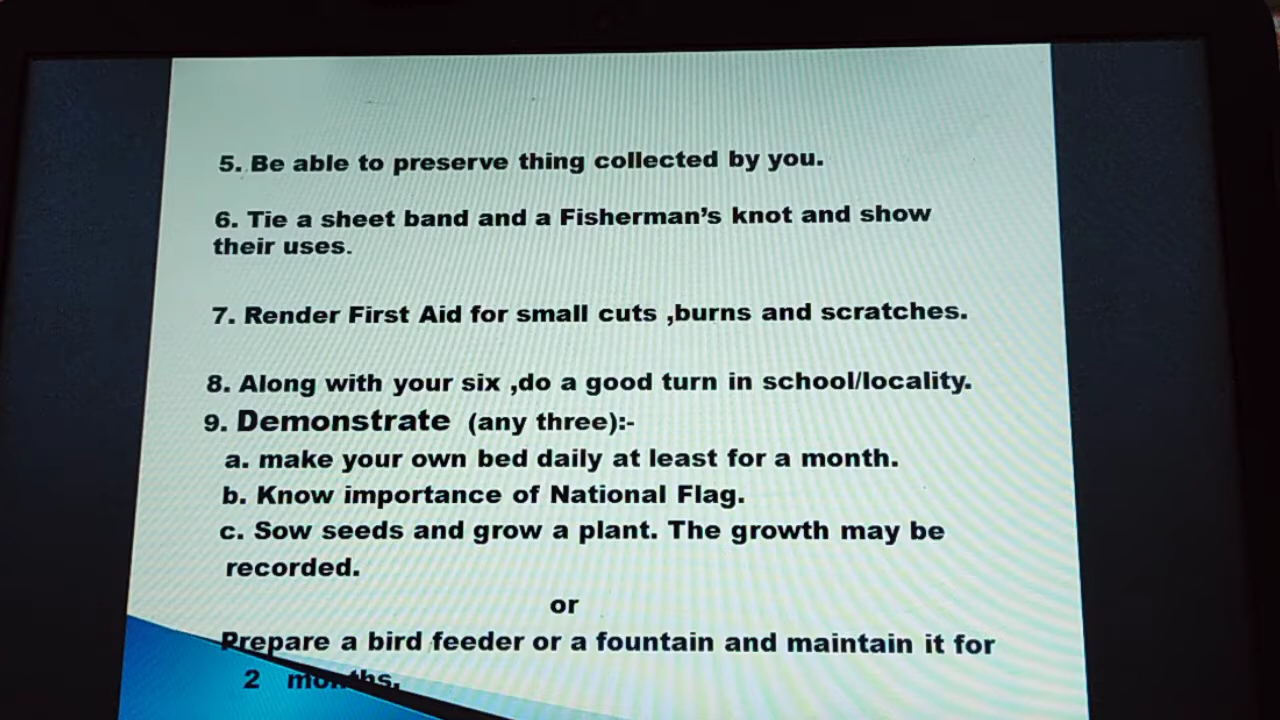 5. Be able to preserve thing collected by you.
6. Tie a sheet band and a Fisherman’s knot and show
their uses.
7. Render First Aid for small cuts ,burns and scratches.
8. Along with your six ,do a good turn in school/locality.
9. Demonstrate (any three):-
a. make your own bed daily at least for a month.
b. Know importance of National Flag.
c. Sow seeds and grow a plant. The growth may be
recorded.
or
Prepare a bird feeder or a fountain and maintain it for
2 months.